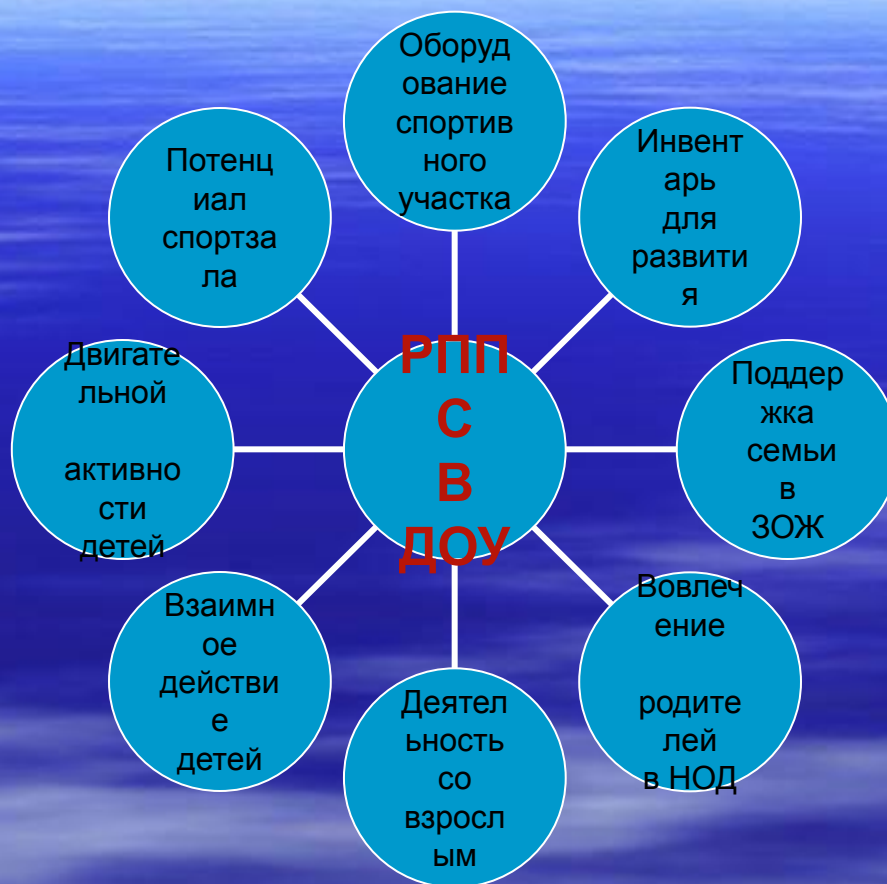 Оборуд
ование
спортив
ного
участка
Инвент
арь
для
развити
я
Поддер
жка
семьи
в
ЗОЖ
Вовлеч
ение
родите
лей
в НОД
Деятел
ьность
со
взросл
ым
Взаимн
ое
действи
е
детей
Двигате
льной
активно
сти
детей
Потенц
иал
спортза
ла
РПП
С
В
ДОУ